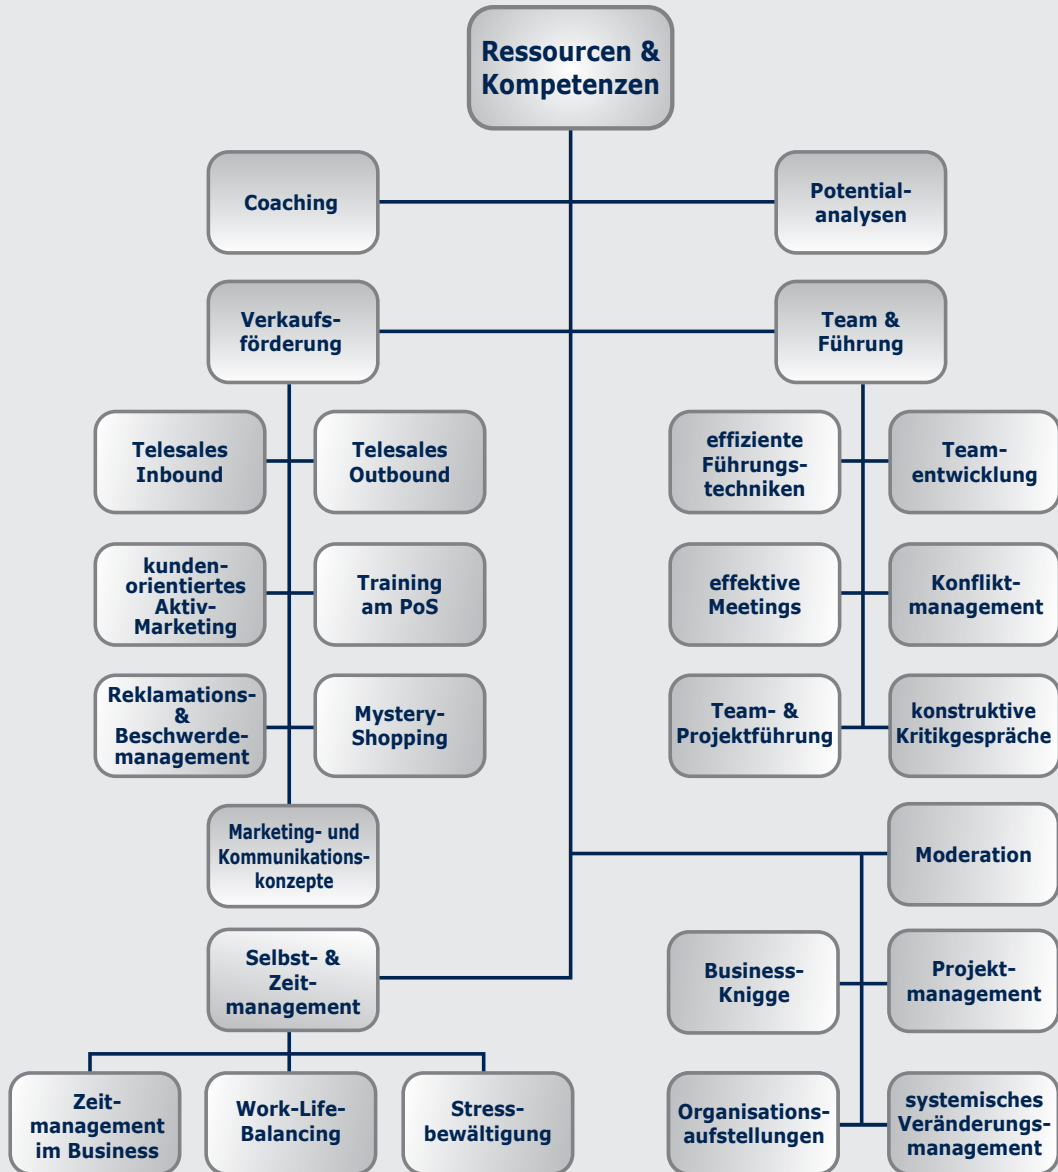 Ressourcen &
Kompetenzen
Coaching
Potential-
analysen
Verkaufs-
förderung
Team &
Führung
Telesales
Inbound
Telesales
Outbound
effiziente
Führungs-
techniken
Team-
entwicklung
kunden-
orientiertes
Aktiv-
Marketing
Training
am PoS
effektive
Meetings
Konflikt-
management
Reklamations-
&
Beschwerde-
management
Mystery-
Shopping
Team- &
Projektführung
konstruktive
Kritikgespräche
Marketing- und
Kommunikations-
konzepte
Moderation
Selbst- &
Zeit-
management
Business-
Knigge
Projekt-
management
Zeit-
management
im Business
Work-Life-
Balancing
Stress-
bewältigung
Organisations-
aufstellungen
systemisches
Veränderungs-
management